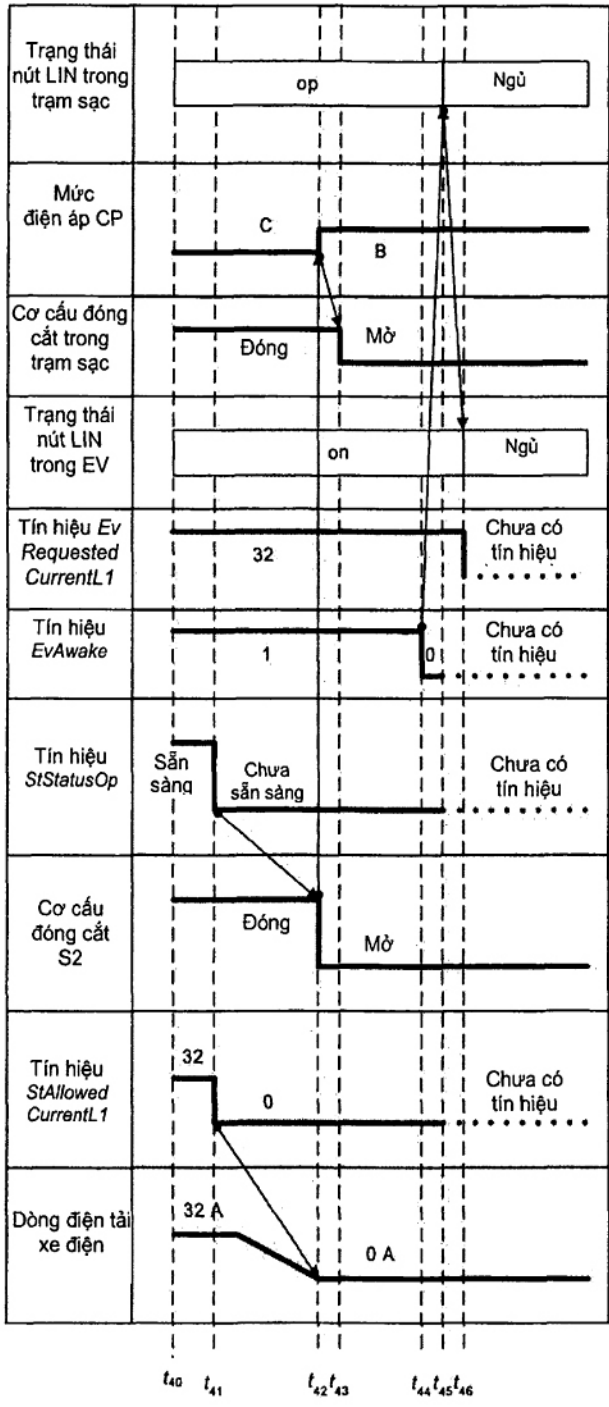 Trạng thái
nút LIN trong
trạm sạc
op
Ngủ
Mức
điện áp CP
C
B
Cơ cấu đóng
cắt trong
trạm sạc
Đóng
Mở
Trạng thái
nút LIN
trong EV
on
Ngủ
Tín hiệu Ev
Requested
CurrentL1
32
Chưa có
tín hiệu
Tín hiệu
EvAwake
1
0
Chưa có
tín hiệu
Tín hiệu
StStatusOp
Sẵn
sàng
Chưa
sẵn sàng
Chưa có
tín hiệu
Cơ cấu
đóng cắt
S2
Đóng
Mở
Tín hiệu
StAllowed
CurrentL1
32
0
Chưa có
tín hiệu
Dòng điện tải
xe điện
32 A
0 A
t40 t41 t42 t43 t44 t45 t46